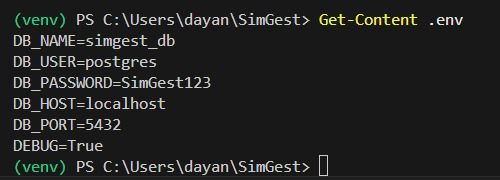 (venv) PS C:\Users\dayan\SimGest> Get-Content .env
DB_NAME=simgest_db
DB_USER=postgres
DB_PASSWORD=SimGest123
DB_HOST=localhost
DB_PORT=5432
DEBUG=True
(venv) PS C:\Users\dayan\SimGest>